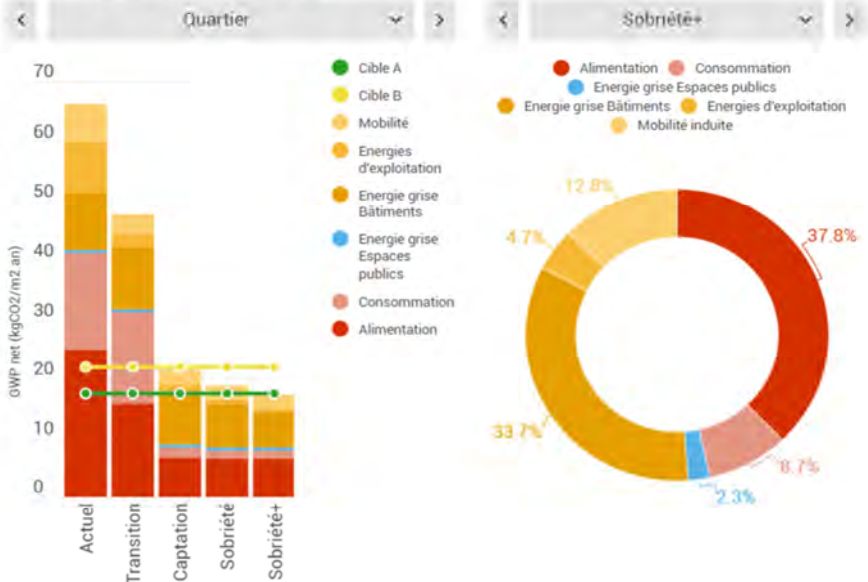 Quartier
70
60
50
40
30
20
10
0
GWP net (kgCO2/m2 an)
Actuel
Transition
Captation
Sobriété
Sobriété+
Cible A
Cible B
Mobilité
Energies
d'exploitation
Energie grise
Bâtiments
Energie grise
Espaces
publics
Consommation
Alimentation
Sobriété+
Alimentation Consommation
Energie grise Espaces publics
Energie grise Bâtiments Energies d'exploitation
Mobilité induite
12.8%
4.7%
37.8%
33.7%
8.7%
2.3%